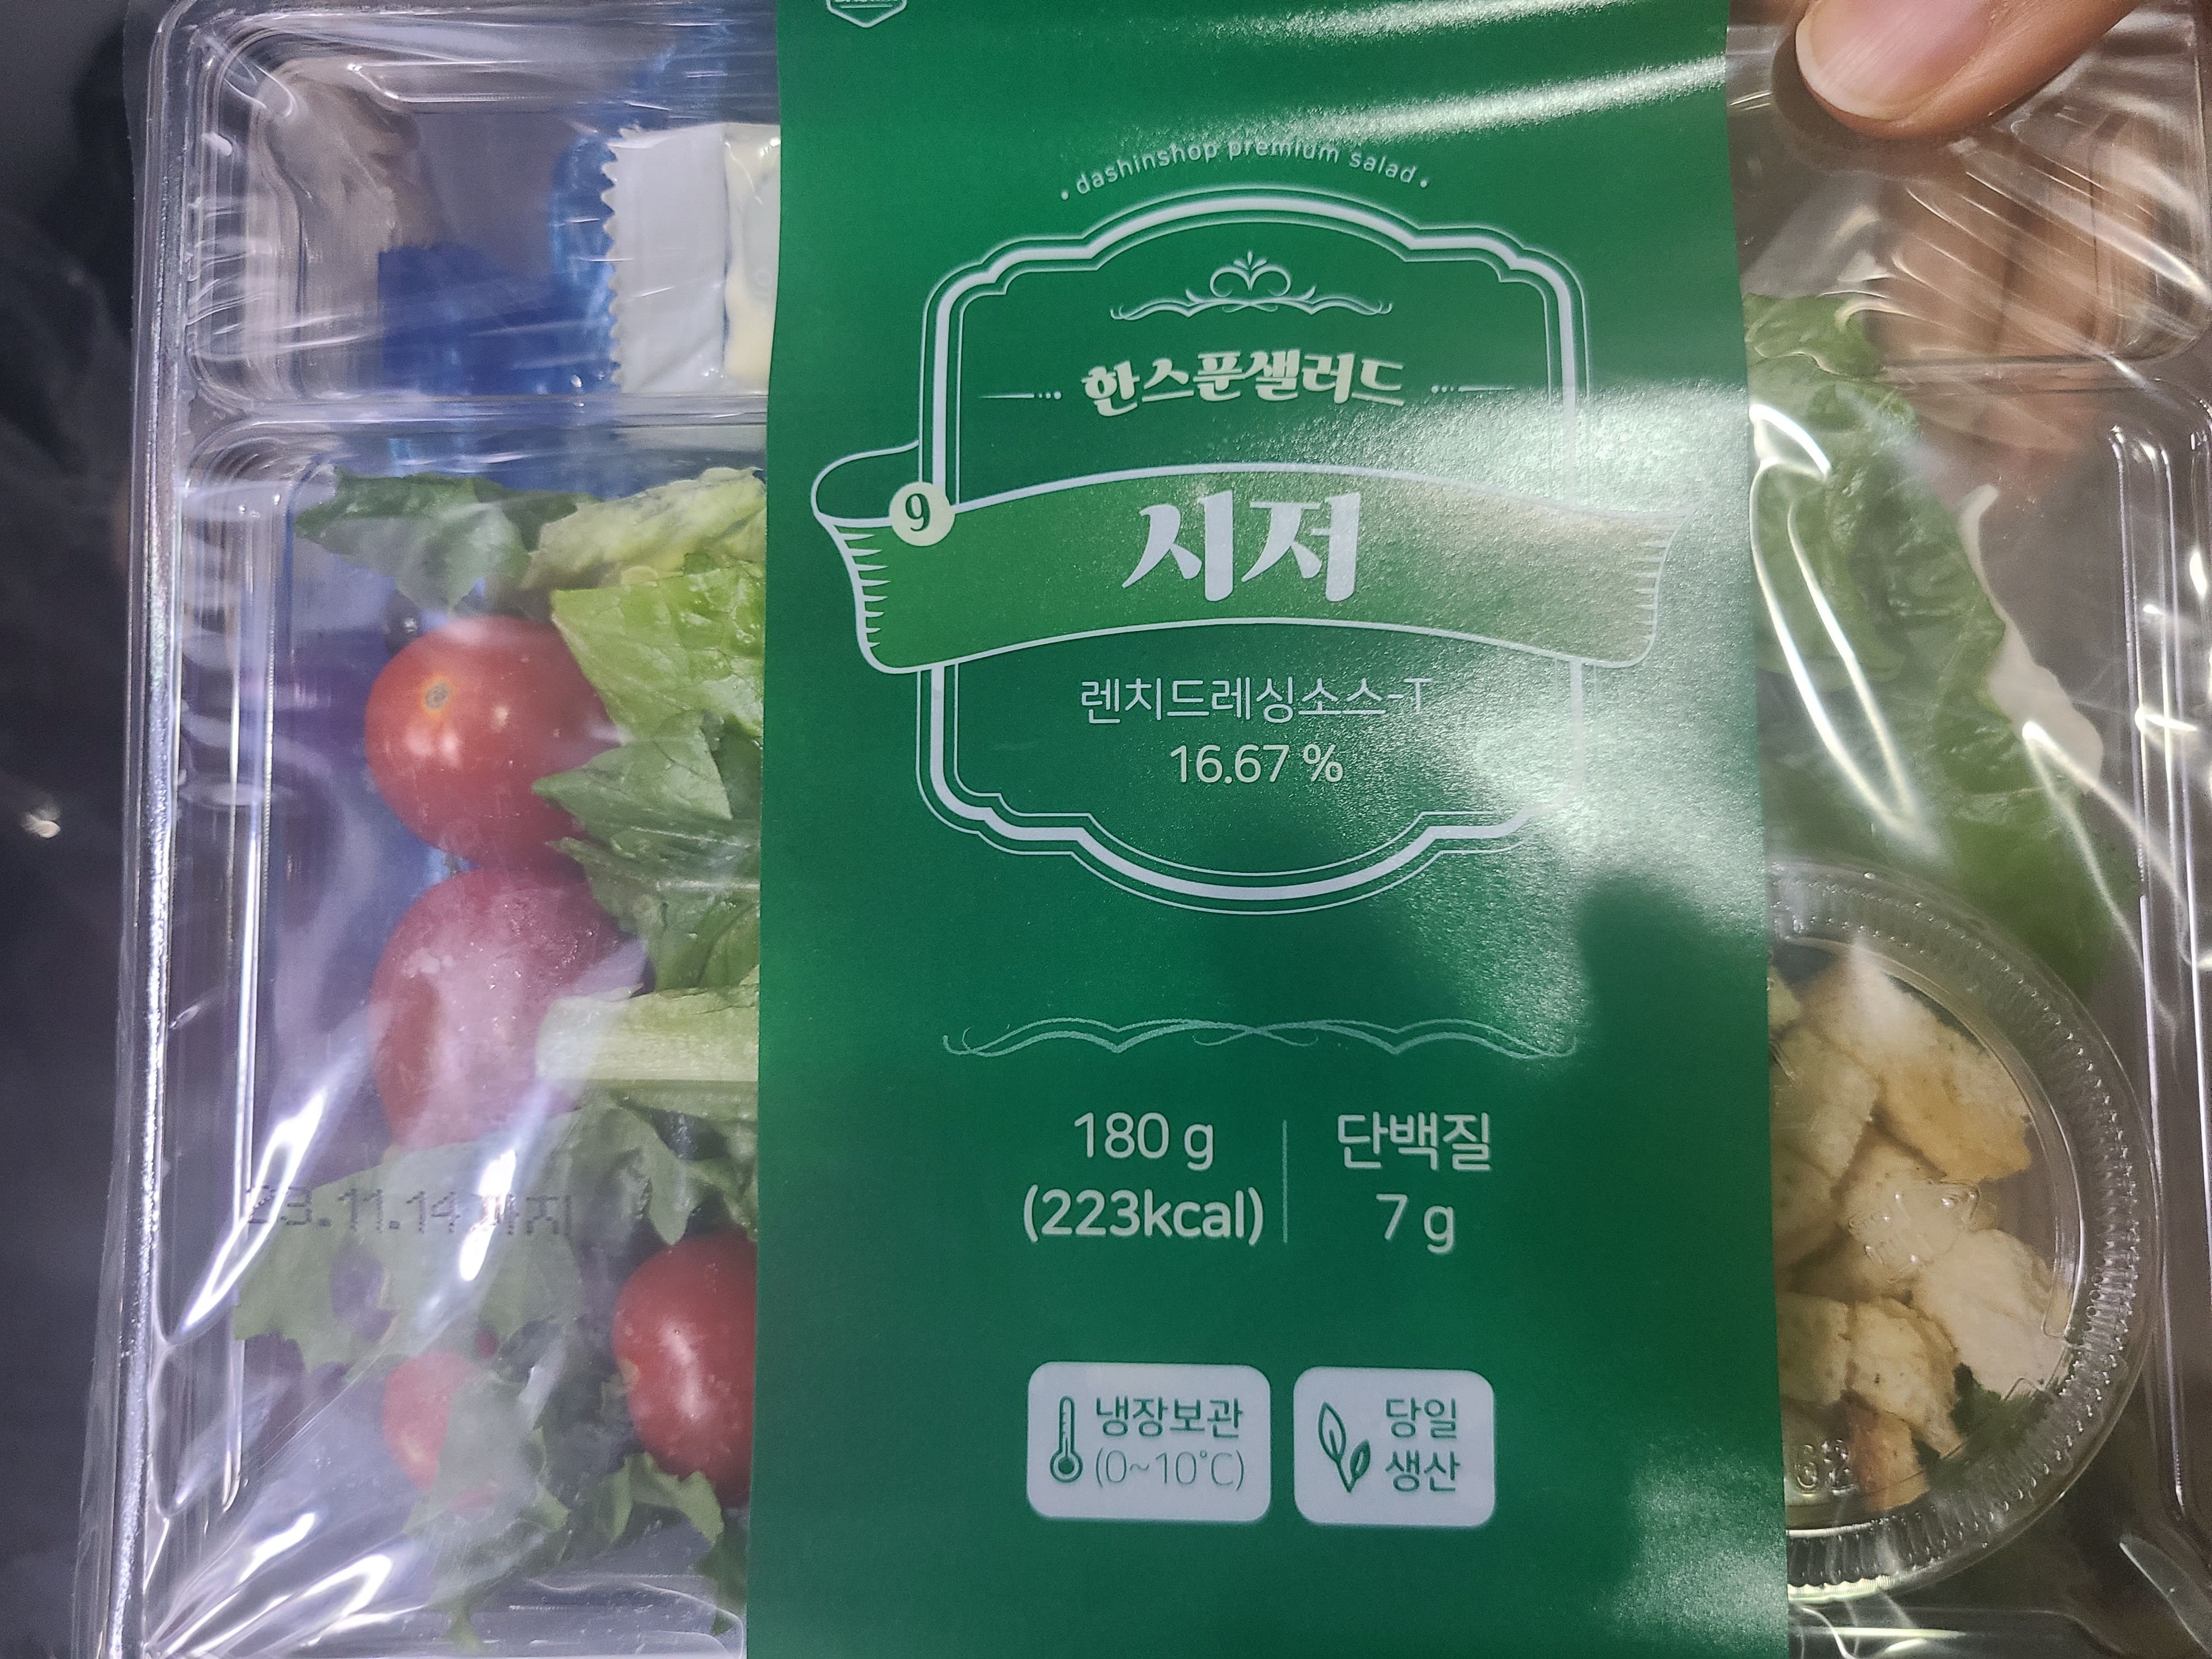 dashinshop premium salad
한스푼샐러드
9
시저
렌치드레싱소스-T
16.67 %
180 g
(223kcal)
단백질
7 g
냉장보관
(0~10°C)
당일
생산
23.11.14 까지
62